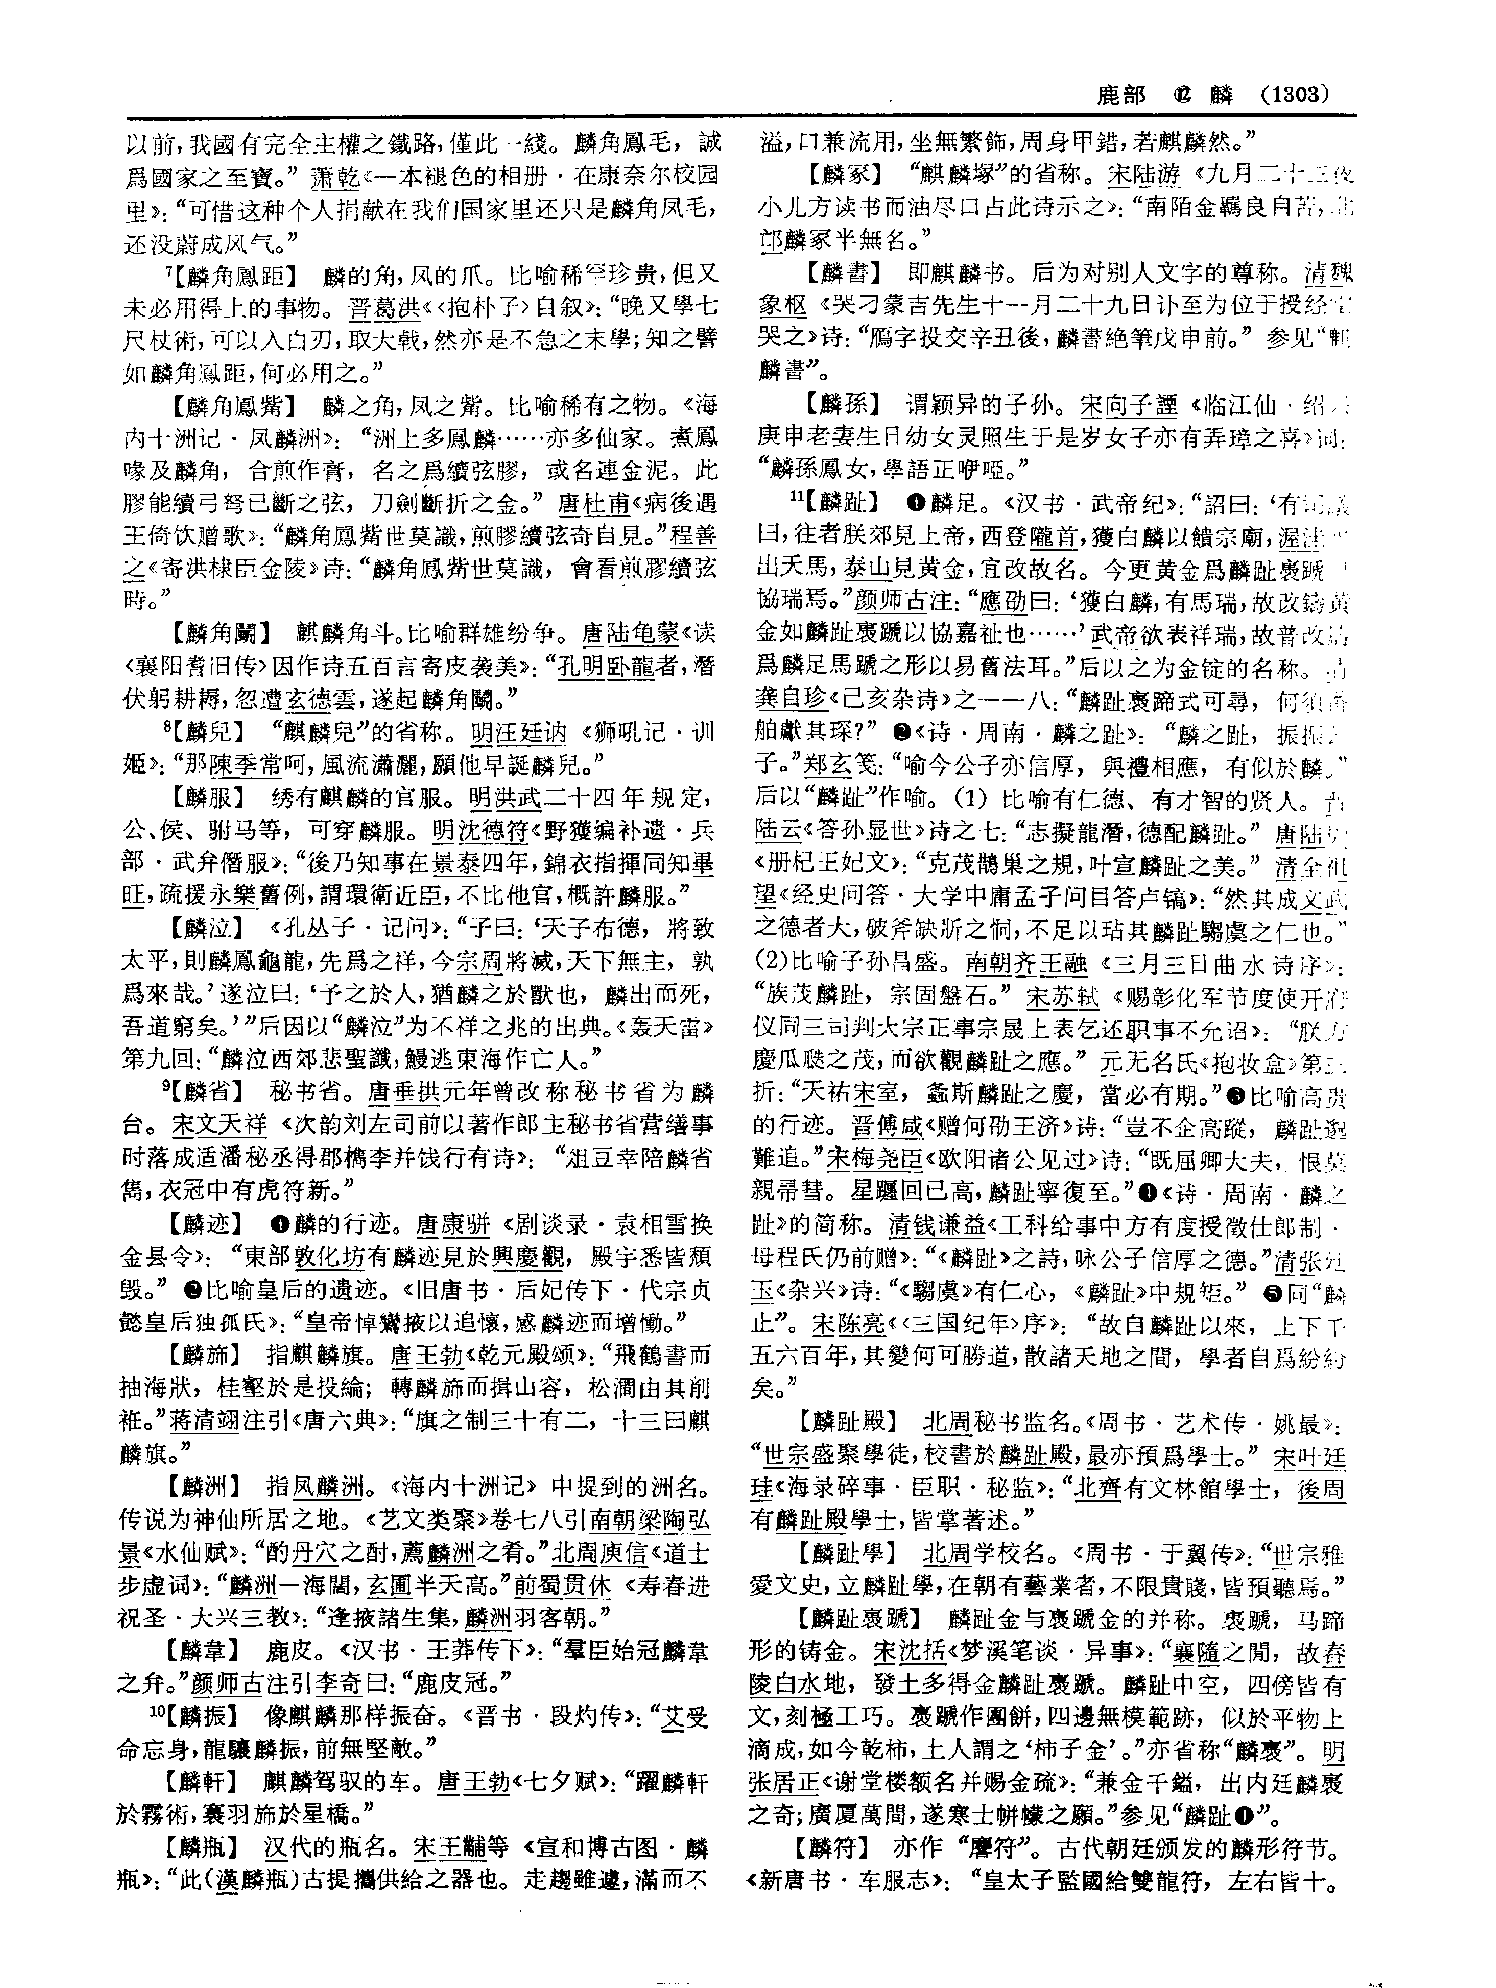 鹿部 ⑫ 麟 (1303)
以前，我國有完全主權之鐵路，僅此一綫。麟角鳳毛，誠
爲國家之至寶。”萧乾《一本褪色的相册·在康奈尔校园
里》：“可惜这种个人捐献在我们国家里还只是麟角凤毛，
还没蔚成风气。”
7【麟角鳳距】 麟的角，凤的爪。比喻稀罕珍贵，但又
未必用得上的事物。晋葛洪《〈抱朴子〉自叙》：“晚又學七
尺杖術，可以入白刃，取大戟，然亦是不急之末學；知之譬
如麟角鳳距，何必用之。”
【麟角鳳觜】 麟之角，凤之觜。比喻稀有之物。《海
内十洲记·凤麟洲》：“洲上多鳳麟……亦多仙家。煮鳳
喙及麟角，合煎作膏，名之爲續弦膠，或名連金泥。此
膠能續弓弩已斷之弦，刀劍斷折之金。”唐杜甫《病後遇
王倚饮赠歌》：“麟角鳳觜世莫識，煎膠續弦奇自見。”程善
之《寄洪棣臣金陵》诗：“麟角鳳觜世莫識，會看煎膠續弦
時。”
【麟角鬭】 麒麟角斗。比喻群雄纷争。唐陆龟蒙《读
〈襄阳耆旧传〉因作诗五百言寄皮袭美》：“孔明卧龍者，潛
伏躬耕耨，忽遭玄德雲，遂起麟角鬭。”
8【麟兒】 “麒麟兒”的省称。明汪廷讷《狮吼记·训
姬》：“那陳季常呵，風流瀟灑，願他早誕麟兒。”
【麟服】 绣有麒麟的官服。明洪武二十四年规定，
公、侯、驸马等，可穿麟服。明沈德符《野獲编补遗·兵
部·武弁僭服》：“後乃知事在景泰四年，錦衣指揮同知畢
旺，疏援永樂舊例，謂環衛近臣，不比他官，概許麟服。”
【麟泣】 《孔丛子·记问》：“子曰：‘天子布德，將致
太平，則麟鳳龜龍，先爲之祥，今宗周將滅，天下無主，孰
爲來哉。’遂泣曰：‘予之於人，猶麟之於獸也，麟出而死，
吾道窮矣。’”后因以“麟泣”为不祥之兆的出典。《轰天雷》
第九回：“麟泣西郊悲聖讖，鰻逃東海作亡人。”
9【麟省】 秘书省。唐垂拱元年曾改称秘书省为麟
台。宋文天祥《次韵刘左司前以著作郎主秘书省营缮事
时落成适潘秘丞得郡檇李并饯行有诗》：“俎豆幸陪麟省
雋，衣冠中有虎符新。”
【麟迹】 ❶麟的行迹。唐康骈《剧谈录·袁相雪换
金县令》：“東部敦化坊有麟迹見於興慶觀，殿宇悉皆頹
毁。”❷比喻皇后的遗迹。《旧唐书·后妃传下·代宗贞
懿皇后独孤氏》：“皇帝悼鸞掖以追懷，感麟迹而增慟。”
【麟斾】 指麒麟旗。唐王勃《乾元殿颂》：“飛鶴書而
抽海狀，桂壑於是投綸；轉麟斾而揖山容，松澗由其削
袵。”蒋清翊注引《唐六典》：“旗之制三十有二，十三曰麒
麟旗。”
【麟洲】 指凤麟洲。《海内十洲记》中提到的洲名。
传说为神仙所居之地。《艺文类聚》卷七八引南朝梁陶弘
景《水仙赋》：“酌丹穴之酎，薦麟洲之肴。”北周庾信《道士
步虚词》：“麟洲一海闊，玄圃半天高。”前蜀贯休《寿春进
祝圣·大兴三教》：“逢掖諸生集，麟洲羽客朝。”
【麟韋】 鹿皮。《汉书·王莽传下》：“羣臣始冠麟韋
之弁。”颜师古注引李奇曰：“鹿皮冠。”
10【麟振】 像麒麟那样振奋。《晋书·段灼传》：“艾受
命忘身，龍驤麟振，前無堅敵。”
【麟軒】 麒麟驾驭的车。唐王勃《七夕赋》：“躍麟軒
於霧術，褰羽斾於星橋。”
【麟瓶】 汉代的瓶名。宋王黼等《宣和博古图·麟
瓶》：“此(漢麟瓶)古提攜供给之器也。走趨雖遽，滿而不
溢，口兼流用，坐無繁飾，周身甲錯，若麒麟然。”
【麟冢】 “麒麟塚”的省称。宋陆游《九月二十三夜
小儿方读书而油尽口占此诗示之》：“南陌金羈良自苦，北
邙麟冢半無名。”
【麟書】 即麒麟书。后为对别人文字的尊称。清魏
象枢《哭刁蒙吉先生十一月二十九日讣至为位于授经堂
哭之》诗：“鴈字投交辛丑後，麟書絶筆戊申前。”参见“麒
麟書”。
【麟孫】 谓颖异的子孙。宋向子諲《临江仙·绍兴
庚申老妻生日幼女灵照生于是岁女子亦有弄璋之喜》词：
“麟孫鳳女，學語正咿啞。”
11【麟趾】 ❶麟足。《汉书·武帝纪》：“詔曰：‘有司議
曰，往者朕郊見上帝，西登隴首，獲白麟以饋宗廟，渥洼水
出天馬，泰山見黄金，宜改故名。今更黄金爲麟趾褭蹏以
協瑞焉。’”颜师古注：“應劭曰：‘獲白麟，有馬瑞，故改鑄黄
金如麟趾褭蹏以協嘉祉也……’武帝欲表祥瑞，故普改鑄
爲麟足馬蹏之形以易舊法耳。”后以之为金锭的名称。清
龚自珍《己亥杂诗》之一一八：“麟趾褭蹄式可尋，何須番
舶獻其琛？”❷《诗·周南·麟之趾》：“麟之趾，振振公
子。”郑玄笺：“喻今公子亦信厚，與禮相應，有似於麟。”
后以“麟趾”作喻。(1) 比喻有仁德、有才智的贤人。晋
陆云《答孙显世》诗之七：“志擬龍潛，德配麟趾。”唐陆贽
《册杞王妃文》：“克茂鵲巢之規，叶宣麟趾之美。”清全祖
望《经史问答·大学中庸孟子问目答卢镐》：“然其成文武
之德者大，破斧缺斨之恫，不足以玷其麟趾騶虞之仁也。”
(2)比喻子孙昌盛。南朝齐王融《三月三日曲水诗序》：
“族茂麟趾，宗固盤石。”宋苏轼《赐彰化军节度使开府
仪同三司判大宗正事宗晟上表乞还职事不允诏》：“朕方
慶瓜瓞之茂，而欲觀麟趾之應。”元无名氏《抱妆盒》第三
折：“天祐宋室，螽斯麟趾之慶，當必有期。”❸比喻高贵
的行迹。晋傅咸《赠何劭王济》诗：“豈不企高蹤，麟趾邈
難追。”宋梅尧臣《欧阳诸公见过》诗：“既屈卿大夫，恨莫
親帚彗。星躔回已高，麟趾寧復至。”❹《诗·周南·麟之
趾》的简称。清钱谦益《工科给事中方有度授徵仕郎制·
母程氏仍前赠》：“《麟趾》之詩，咏公子信厚之德。”清张廷
玉《杂兴》诗：“《騶虞》有仁心，《麟趾》中規矩。”❺同“麟
止”。宋陈亮《〈三国纪年〉序》：“故自麟趾以來，上下千
五六百年，其變何可勝道，散諸天地之間，學者自爲紛紛
矣。”
【麟趾殿】 北周秘书监名。《周书·艺术传·姚最》：
“世宗盛聚學徒，校書於麟趾殿，最亦預爲學士。”宋叶廷
珪《海录碎事·臣职·秘监》：“北齊有文林館學士，後周
有麟趾殿學士，皆掌著述。”
【麟趾學】 北周学校名。《周书·于翼传》：“世宗雅
愛文史，立麟趾學，在朝有藝業者，不限貴賤，皆預聽焉。”
【麟趾褭蹏】 麟趾金与褭蹏金的并称。褭蹏，马蹄
形的铸金。宋沈括《梦溪笔谈·异事》：“襄隨之閒，故舂
陵白水地，發土多得金麟趾褭蹏。麟趾中空，四傍皆有
文，刻極工巧。褭蹏作團餅，四邊無模範跡，似於平物上
滴成，如今乾柿，土人謂之‘柿子金’。”亦省称“麟褭”。明
张居正《谢堂楼额名并赐金疏》：“兼金千鎰，出内廷麟褭
之奇；廣厦萬間，遂寒士帡幪之願。”参见“麟趾❶”。
【麟符】 亦作“麐符”。古代朝廷颁发的麟形符节。
《新唐书·车服志》：“皇太子監國給雙龍符，左右皆十。